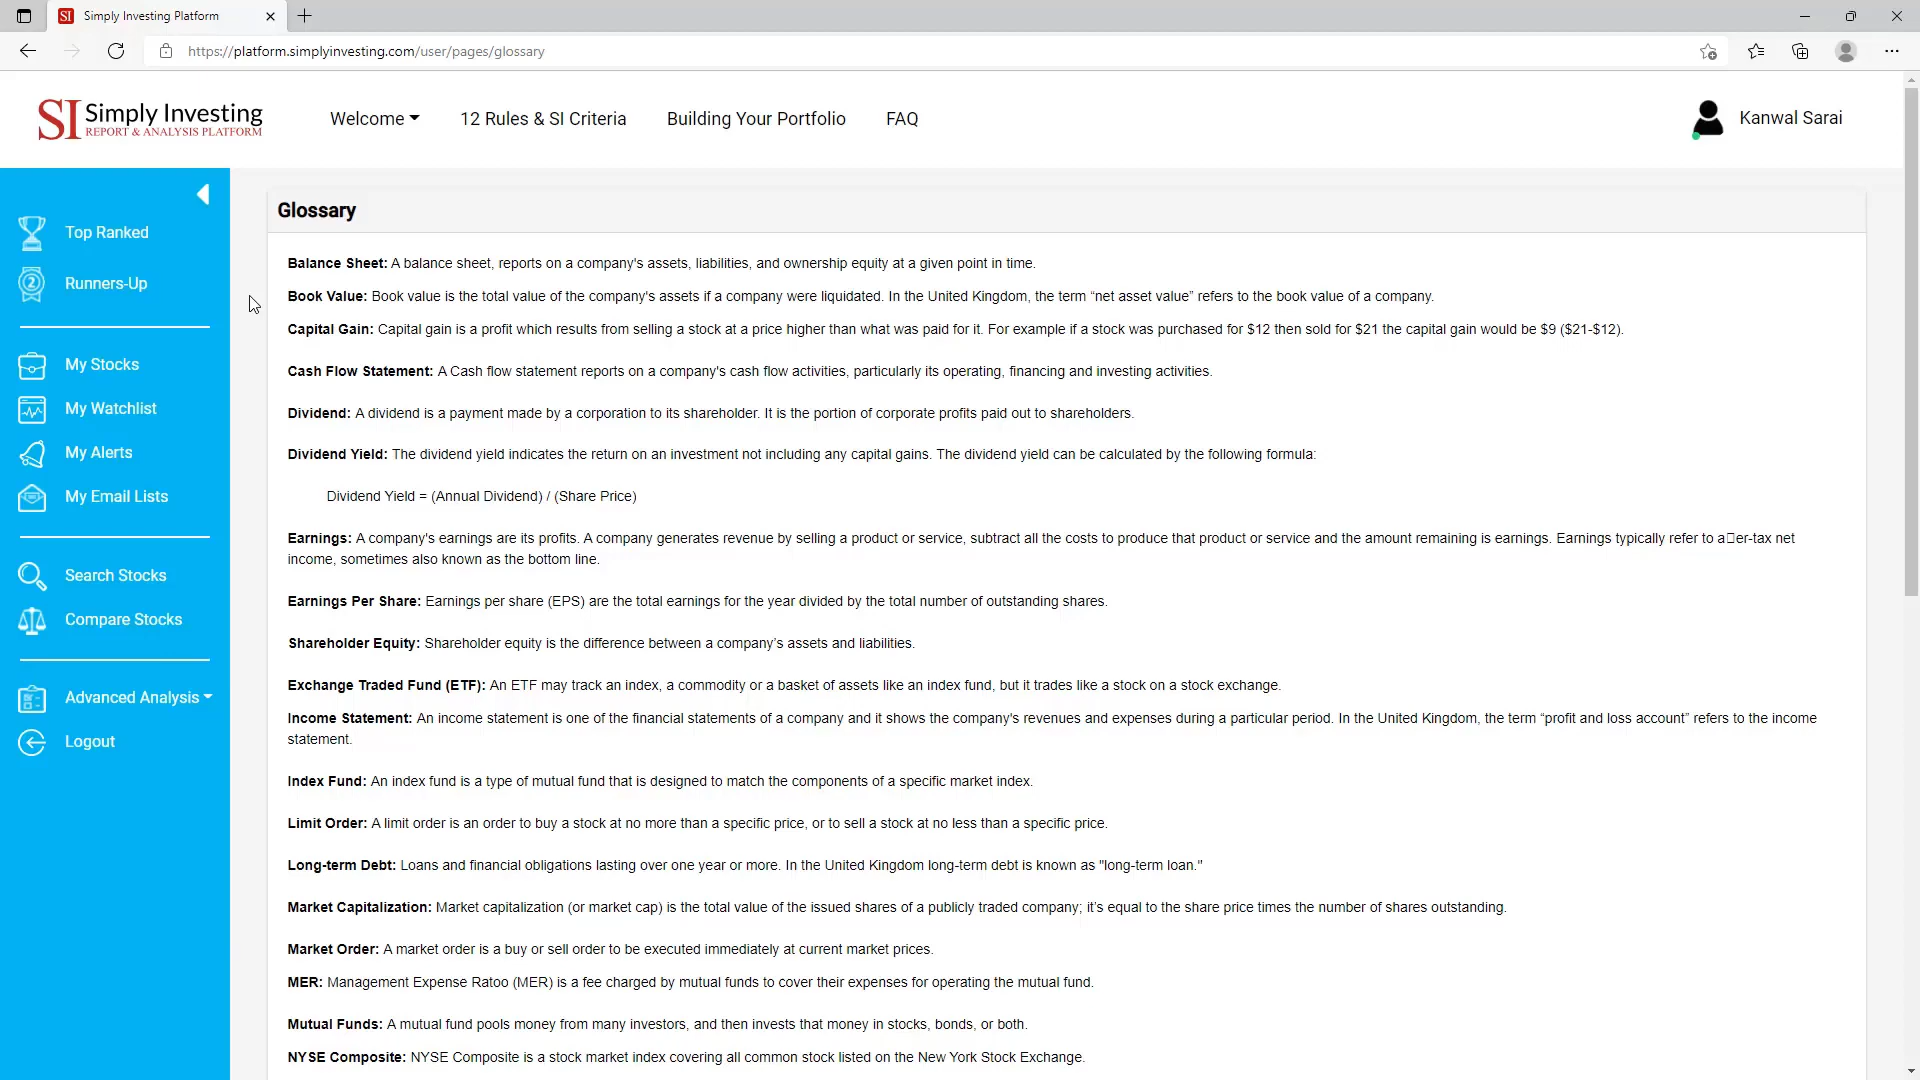 Simply Investing Platform
https://platform.simplyinvesting.com/user/pages/glossary
SI Simply Investing
REPORT & ANALYSIS PLATFORM
Welcome
12 Rules & SI Criteria
Building Your Portfolio
FAQ
Kanwal Sarai
Top Ranked
Runners-Up
My Stocks
My Watchlist
My Alerts
My Email Lists
Search Stocks
Compare Stocks
Advanced Analysis
Logout
Glossary
Balance Sheet: A balance sheet, reports on a company's assets, liabilities, and ownership equity at a given point in time.
Book Value: Book value is the total value of the company's assets if a company were liquidated. In the United Kingdom, the term “net asset value” refers to the book value of a company.
Capital Gain: Capital gain is a profit which results from selling a stock at a price higher than what was paid for it. For example if a stock was purchased for $12 then sold for $21 the capital gain would be $9 ($21-$12).
Cash Flow Statement: A Cash flow statement reports on a company's cash flow activities, particularly its operating, financing and investing activities.
Dividend: A dividend is a payment made by a corporation to its shareholder. It is the portion of corporate profits paid out to shareholders.
Dividend Yield: The dividend yield indicates the return on an investment not including any capital gains. The dividend yield can be calculated by the following formula:
Dividend Yield = (Annual Dividend) / (Share Price)
Earnings: A company's earnings are its profits. A company generates revenue by selling a product or service, subtract all the costs to produce that product or service and the amount remaining is earnings. Earnings typically refer to a▯er-tax net
income, sometimes also known as the bottom line.
Earnings Per Share: Earnings per share (EPS) are the total earnings for the year divided by the total number of outstanding shares.
Shareholder Equity: Shareholder equity is the difference between a company’s assets and liabilities.
Exchange Traded Fund (ETF): An ETF may track an index, a commodity or a basket of assets like an index fund, but it trades like a stock on a stock exchange.
Income Statement: An income statement is one of the financial statements of a company and it shows the company's revenues and expenses during a particular period. In the United Kingdom, the term “profit and loss account” refers to the income
statement.
Index Fund: An index fund is a type of mutual fund that is designed to match the components of a specific market index.
Limit Order: A limit order is an order to buy a stock at no more than a specific price, or to sell a stock at no less than a specific price.
Long-term Debt: Loans and financial obligations lasting over one year or more. In the United Kingdom long-term debt is known as "long-term loan."
Market Capitalization: Market capitalization (or market cap) is the total value of the issued shares of a publicly traded company; it’s equal to the share price times the number of shares outstanding.
Market Order: A market order is a buy or sell order to be executed immediately at current market prices.
MER: Management Expense Ratoo (MER) is a fee charged by mutual funds to cover their expenses for operating the mutual fund.
Mutual Funds: A mutual fund pools money from many investors, and then invests that money in stocks, bonds, or both.
NYSE Composite: NYSE Composite is a stock market index covering all common stock listed on the New York Stock Exchange.